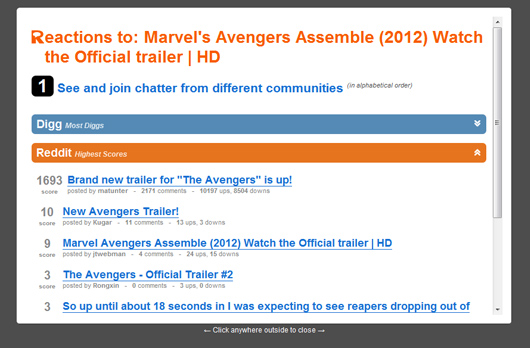 Reactions to: Marvel's Avengers Assemble (2012) Watch
the Official trailer | HD
1 See and join chatter from different communities (in alphabetical order)
Digg Most Diggs
Reddit Highest Scores
1693 Brand new trailer for "The Avengers" is up!
score posted by matunter - 2171 comments - 10197 ups, 8504 downs
10 New Avengers Trailer!
score posted by Kugar - 11 comments - 13 ups, 3 downs
9 Marvel Avengers Assemble (2012) Watch the Official trailer | HD
score posted by jtwebman - 4 comments - 24 ups, 15 downs
3 The Avengers - Official Trailer #2
score posted by Rongxin - 0 comments - 3 ups, 0 downs
3 So up until about 18 seconds in I was expecting to see reapers dropping out of
← Click anywhere outside to close →